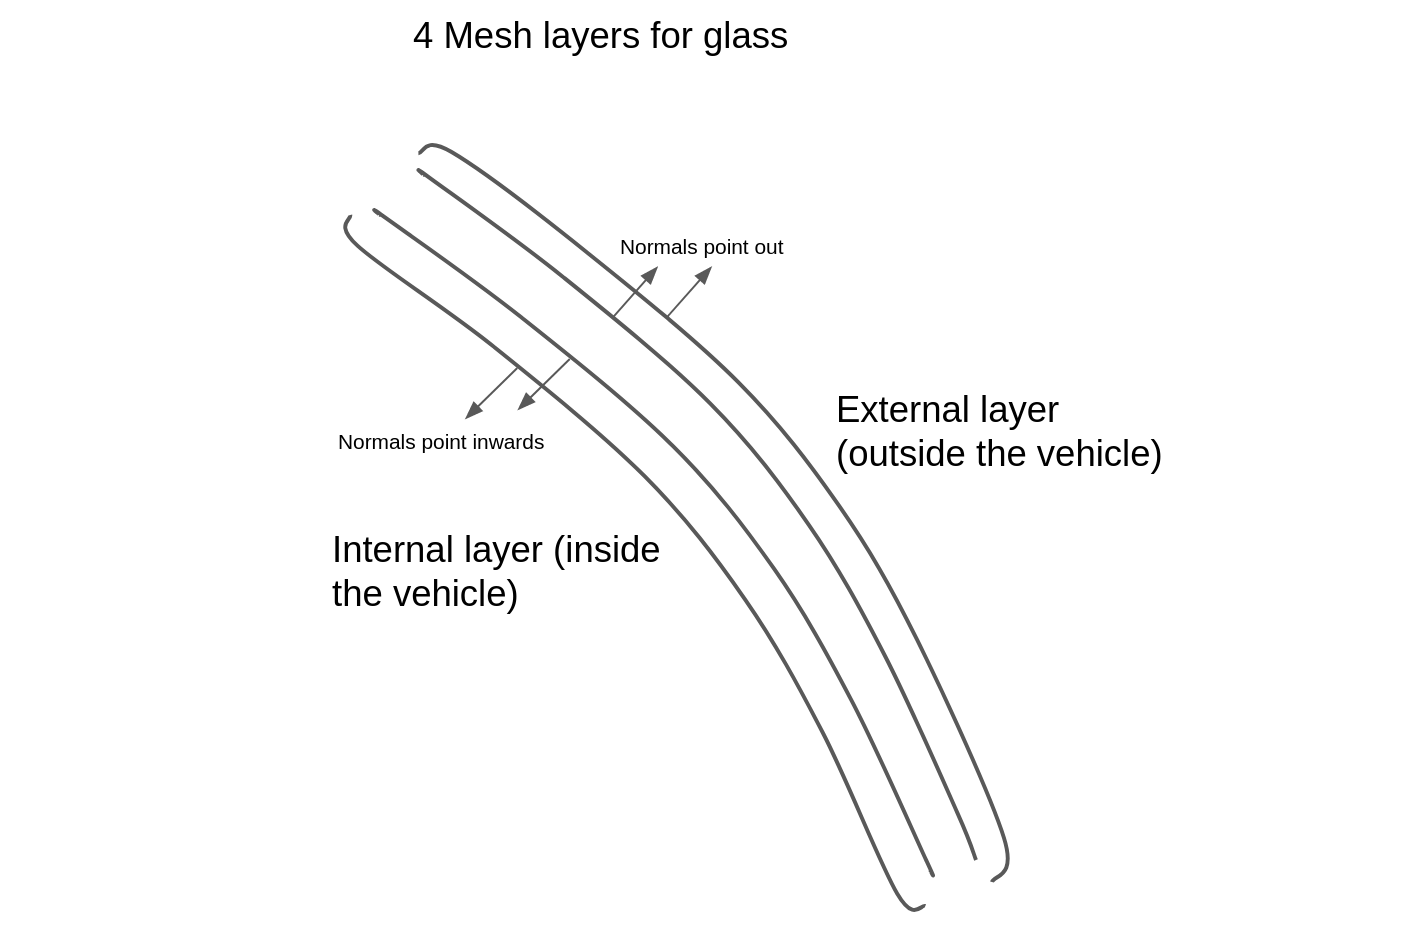 4 Mesh layers for glass
Normals point out
Normals point inwards
External layer
(outside the vehicle)
Internal layer (inside
the vehicle)